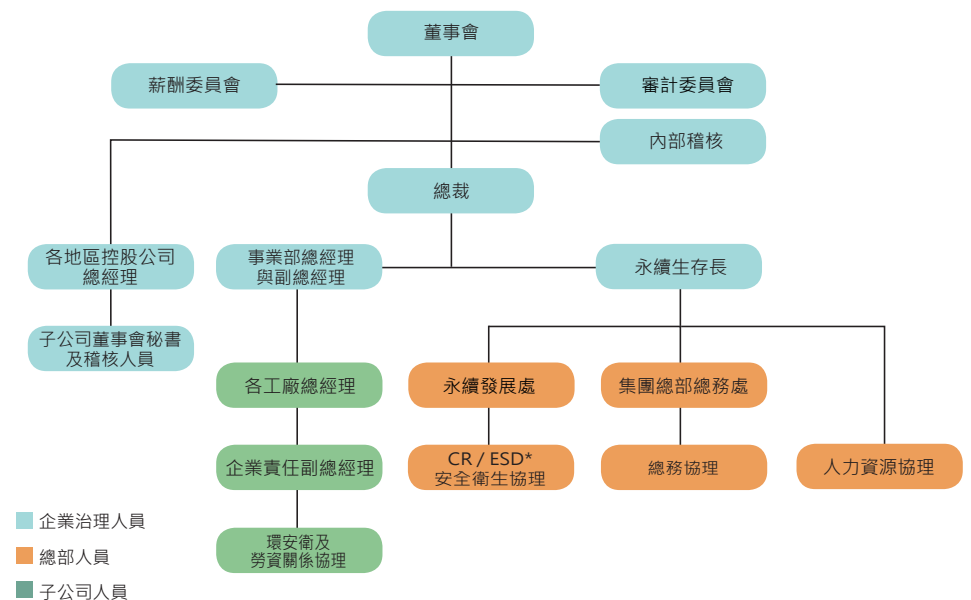 董事會
薪酬委員會
審計委員會
內部稽核
總裁
各地區控股公司
總經理
事業部總經理
與副總經理
永續生存長
子公司董事會秘書
及稽核人員
各工廠總經理
永續發展處
集團總部總務處
企業責任副總經理
CR / ESD*
安全衛生協理
總務協理
人力資源協理
環安衛及
勞資關係協理
企業治理人員
總部人員
子公司人員